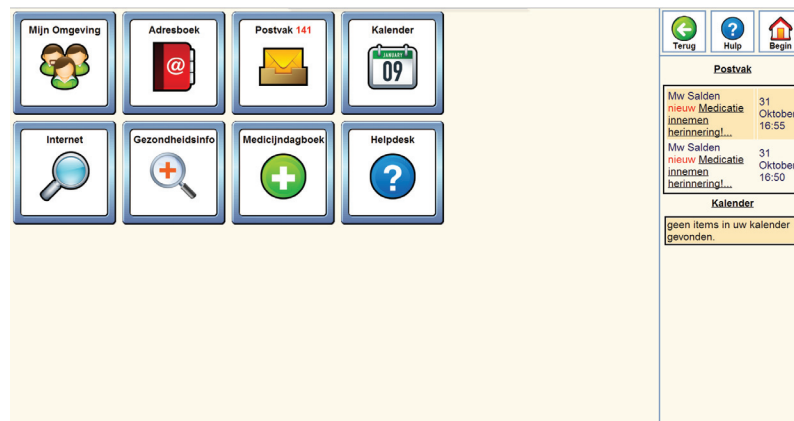 Mijn Omgeving
Adresboek
@
Postvak 141
Kalender
JANUARY
09
Internet
Gezondheidsinfo
Medicijndagboek
Helpdesk
?
Terug
?
Hulp
Begin
Postvak
Mw Salden
nieuw Medicatie
innemen
herinnering!...
31
Oktober
16:55
Mw Salden
nieuw Medicatie
innemen
herinnering!...
31
Oktober
16:50
Kalender
geen items in uw kalender
gevonden.